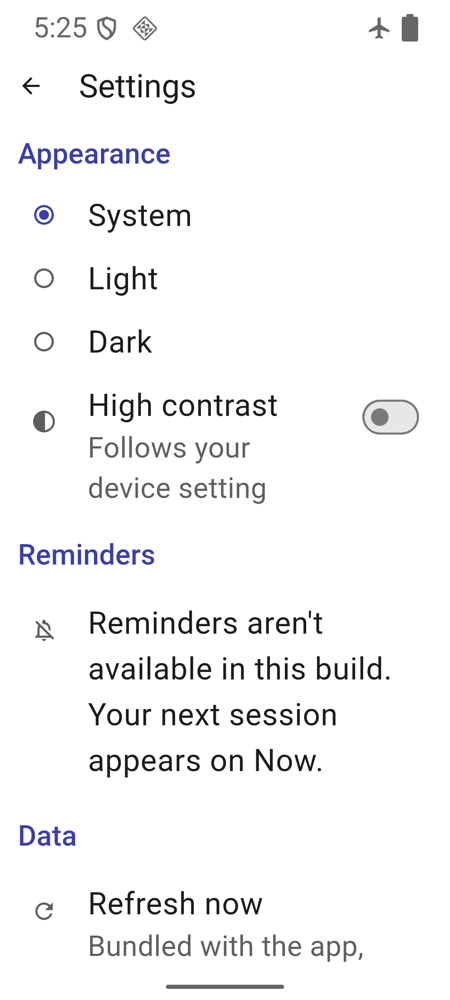 5:25
Settings
Appearance
System
Light
Dark
High contrast
Follows your
device setting
Reminders
Reminders aren't
available in this build.
Your next session
appears on Now.
Data
Refresh now
Bundled with the app,